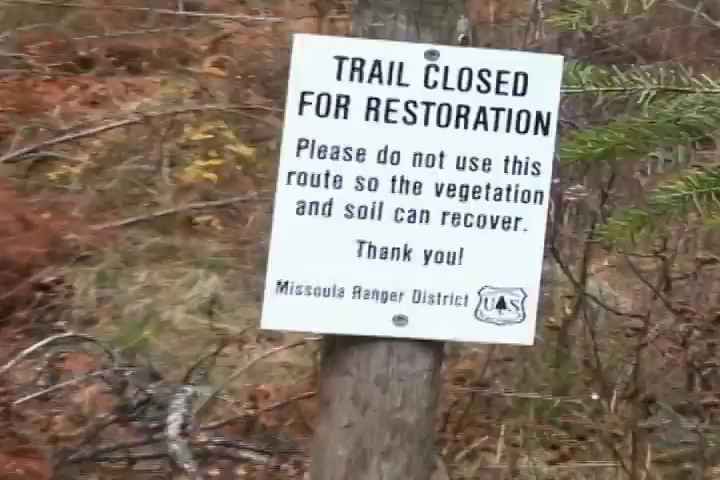 TRAIL CLOSED
FOR RESTORATION
Please do not use this
route so the vegetation
and soil can recover.
Thank you!
Missoula Ranger District
U S